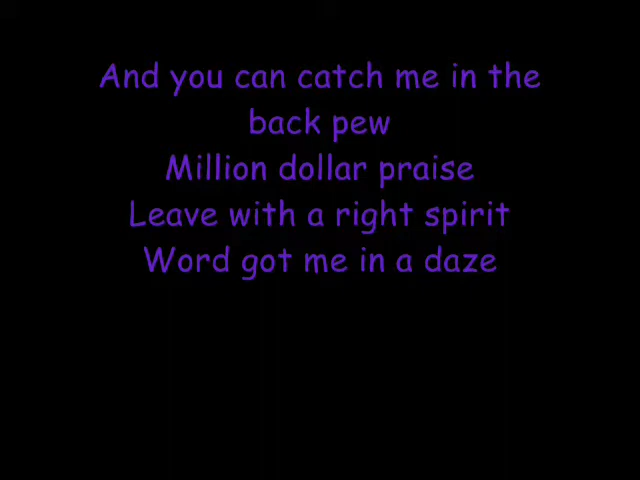 And you can catch me in the
back pew
Million dollar praise
Leave with a right spirit
Word got me in a daze